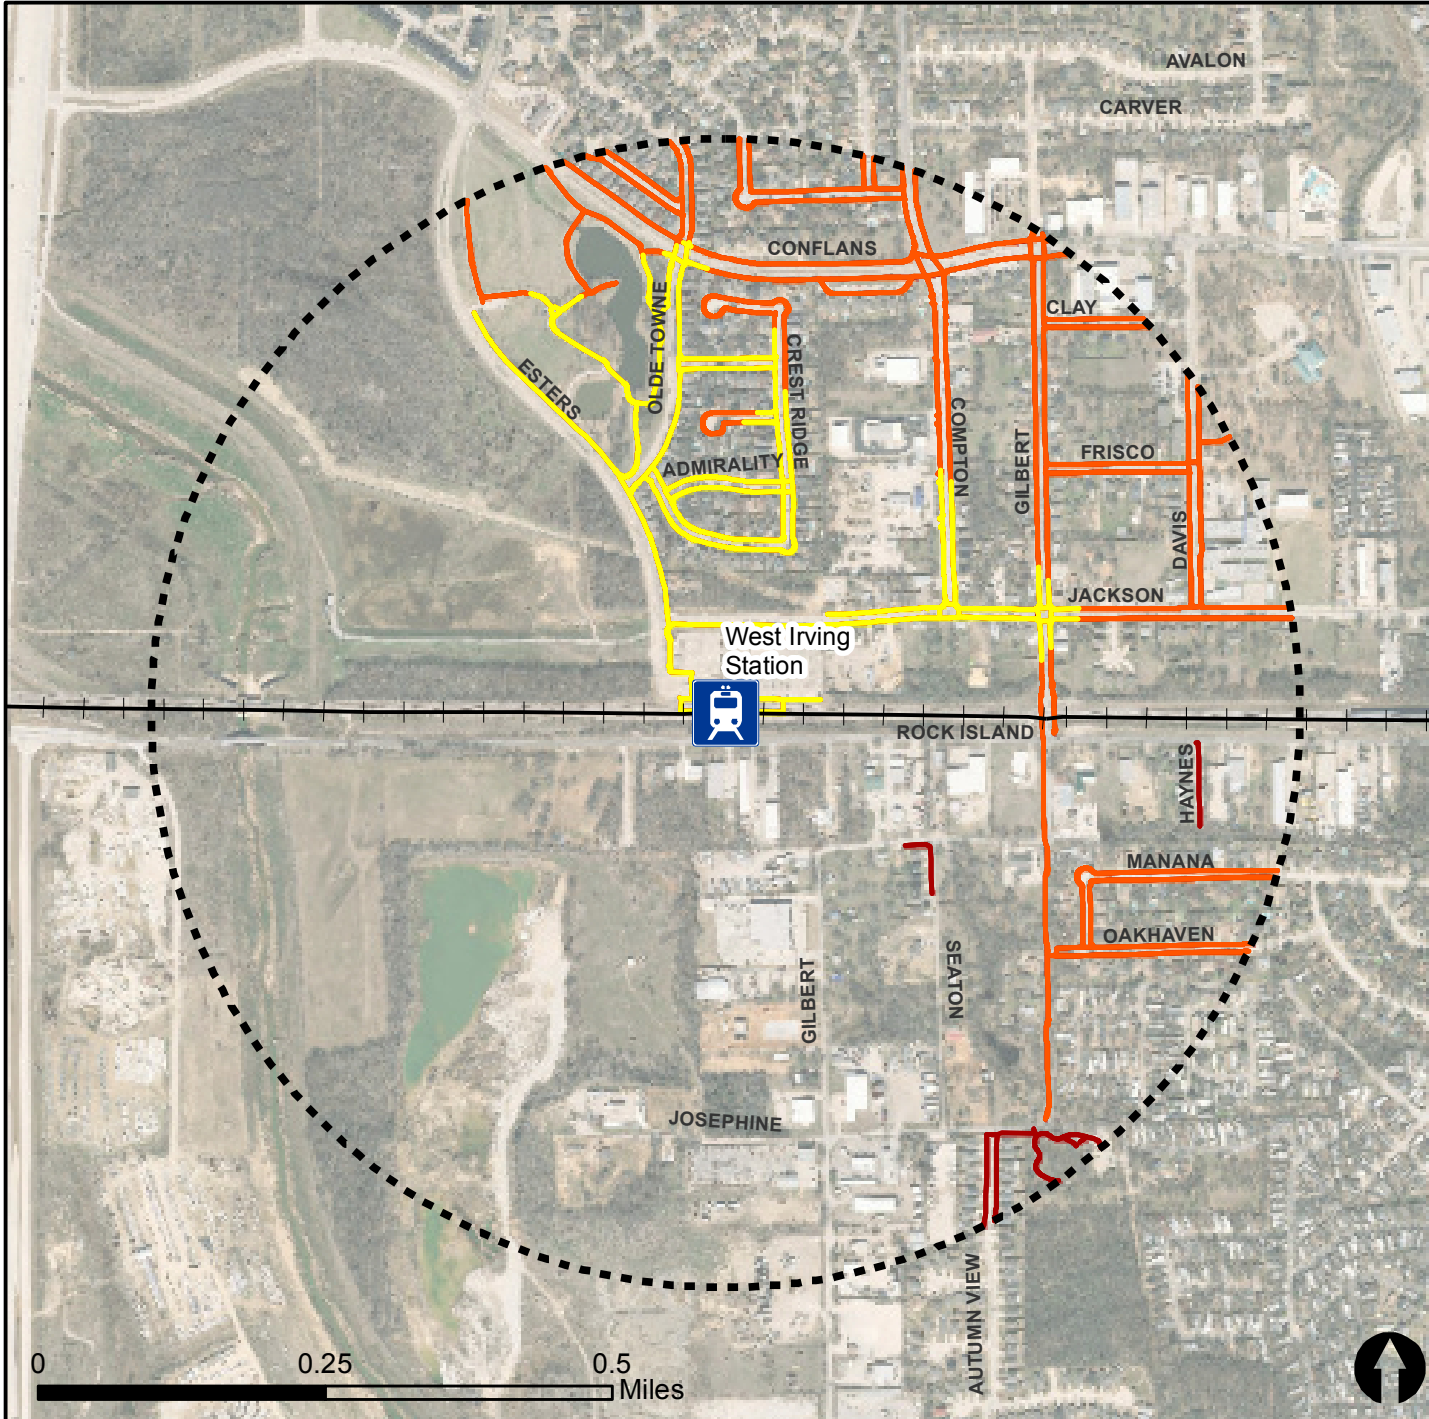 AVALON
CARVER
CONFLANS
CLAY
OLDE TOWNE
CREST RIDGE
ESTERS
COMPTON
GILBERT
FRISCO
ADMIRALITY
DAVIS
JACKSON
West Irving
Station
ROCK ISLAND
HAYNES
MANANA
OAKHAVEN
SEATON
GILBERT
JOSEPHINE
AUTUMN VIEW
0
0.25
0.5
Miles